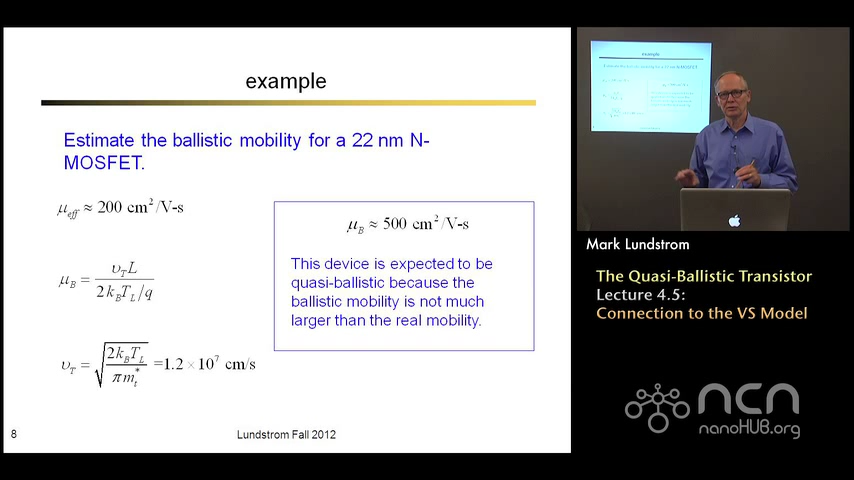 example
Estimate the ballistic mobility for a 22 nm N-
MOSFET.
μ_eff ≈ 200 cm²/V-s
μ_B = υ_T L / (2k_B T_L/q)
υ_T = √(2k_B T_L / π m_t^*) = 1.2 × 10⁷ cm/s
μ_B ≈ 500 cm²/V-s
This device is expected to be
quasi-ballistic because the
ballistic mobility is not much
larger than the real mobility.
8
Lundstrom Fall 2012
example
Mark Lundstrom
The Quasi-Ballistic Transistor
Lecture 4.5:
Connection to the VS Model
ncn
nanoHUB.org